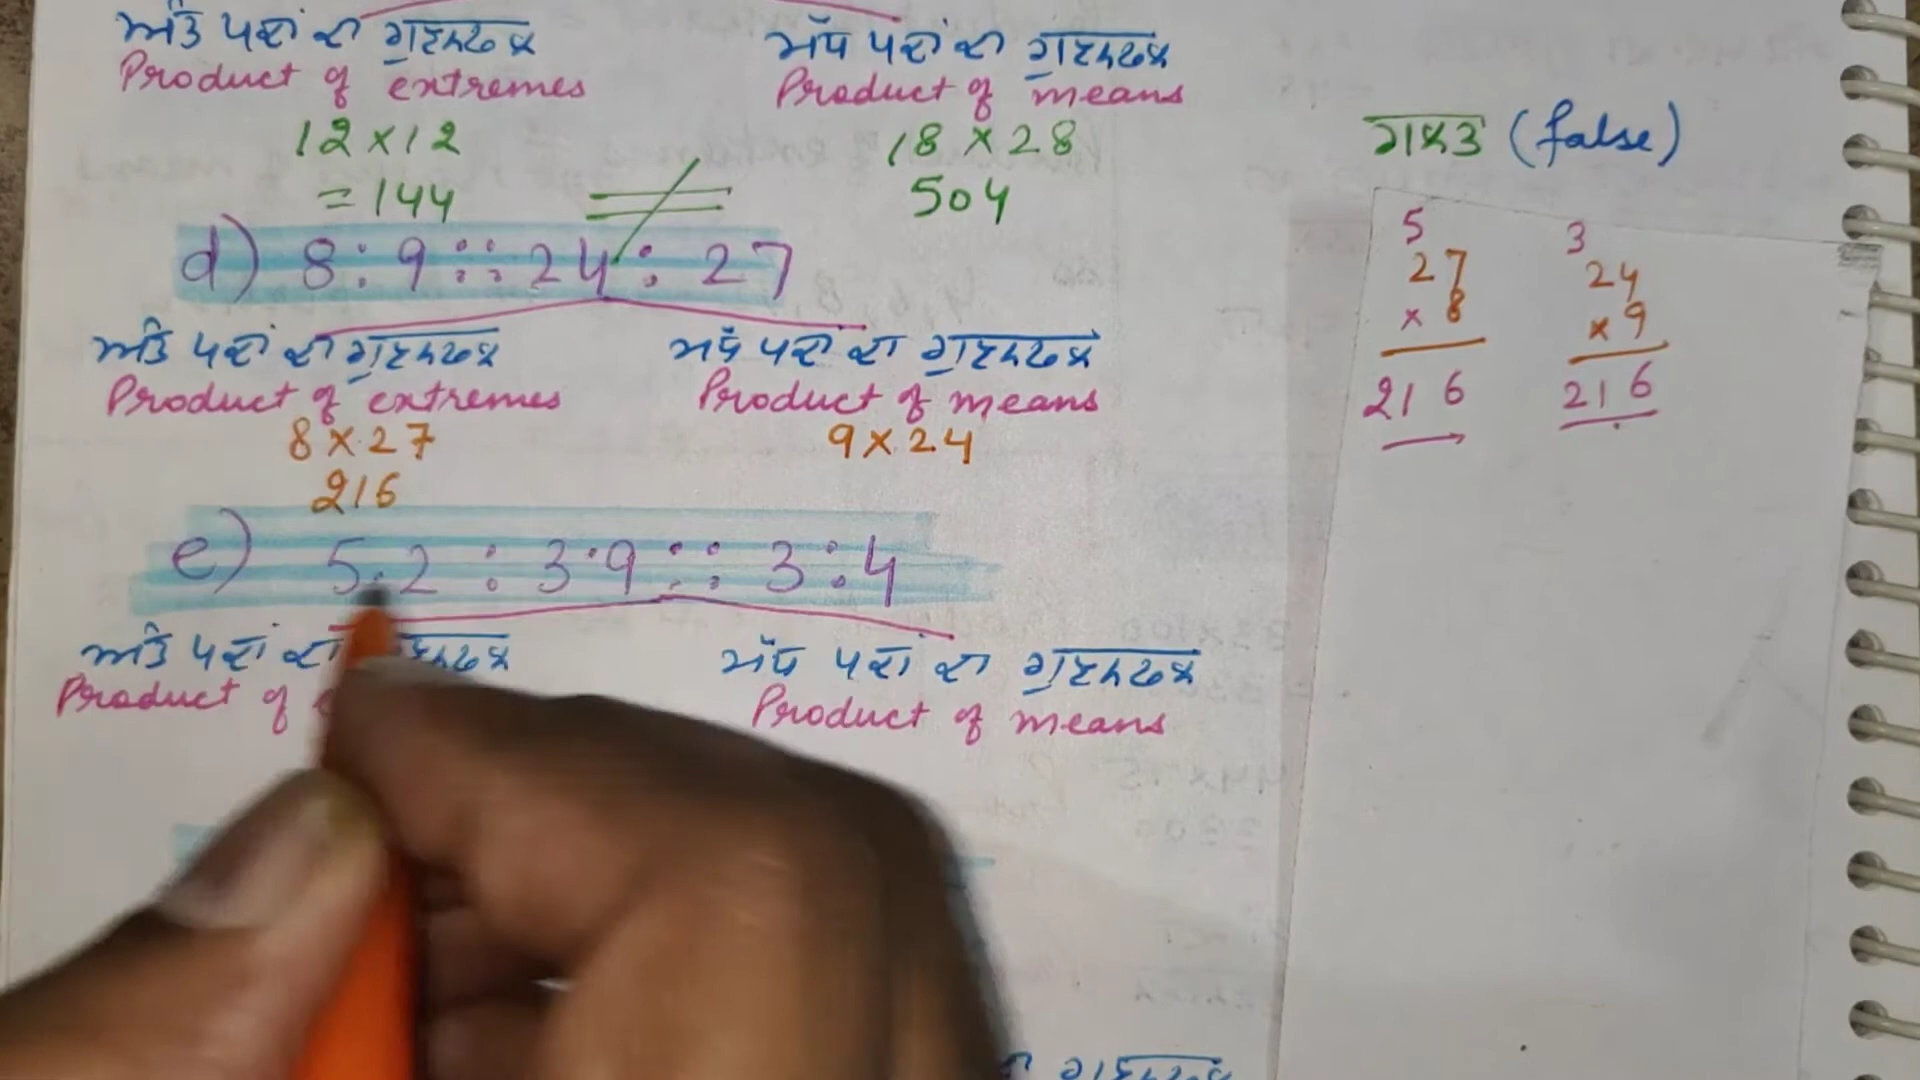 ਅੰਤ ਪਦਾਂ ਦਾ ਗੁਣਨਫਲ ਮੱਧ ਪਦਾਂ ਦਾ ਗੁਣਨਫਲ
Product of extremes Product of means
12 × 12 18 × 28 ਗਲਤ (false)
= 144 504
d) 8 : 9 :: 24 : 27
ਅੰਤ ਪਦਾਂ ਦਾ ਗੁਣਨਫਲ ਮੱਧ ਪਦਾਂ ਦਾ ਗੁਣਨਫਲ
Product of extremes Product of means
8 × 27 9 × 24
216
e) 5.2 : 3.9 :: 3 : 4
ਅੰਤ ਪਦਾਂ ਦਾ ਮੱਧ ਪਦਾਂ ਦਾ ਗੁਣਨਫਲ
Product of Product of means
5 3
27 24
× 8 × 9
216 216